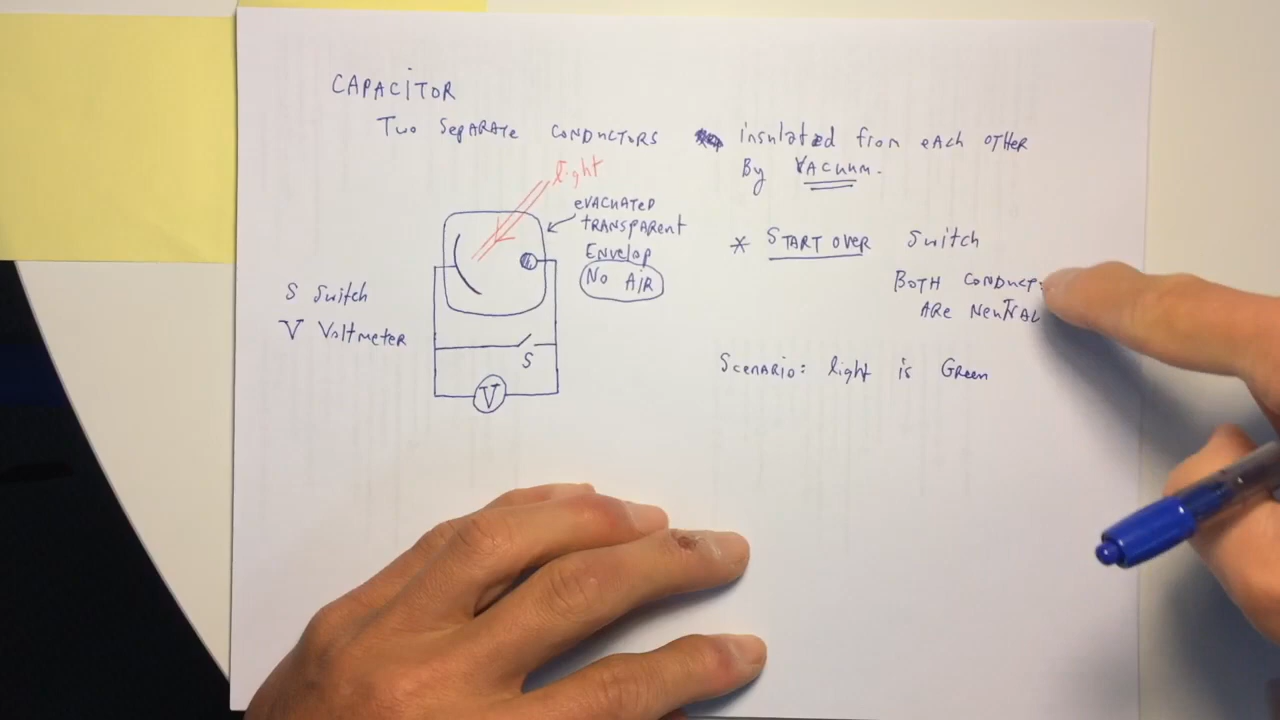 CAPACITOR
Two SepARATe CONDUCTORS insulated from eAch OTHer
By VAcuum.
light
eVACUATeD
TRANSpArent
Envelop
No AiR
* START OVeR Switch
BOTH CONDUCT
ARe NeuTRAL
S Switch
V Voltmeter
S
V
ScenARiO: light is Green